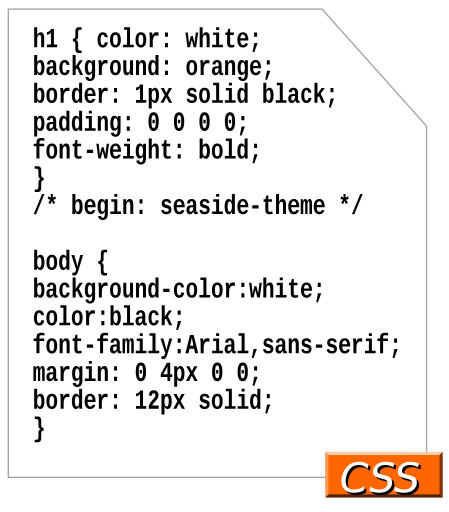 h1 { color: white;
background: orange;
border: 1px solid black;
padding: 0 0 0 0;
font-weight: bold;
}
/* begin: seaside-theme */
body {
background-color:white;
color:black;
font-family:Arial,sans-serif;
margin: 0 4px 0 0;
border: 12px solid;
}
CSS